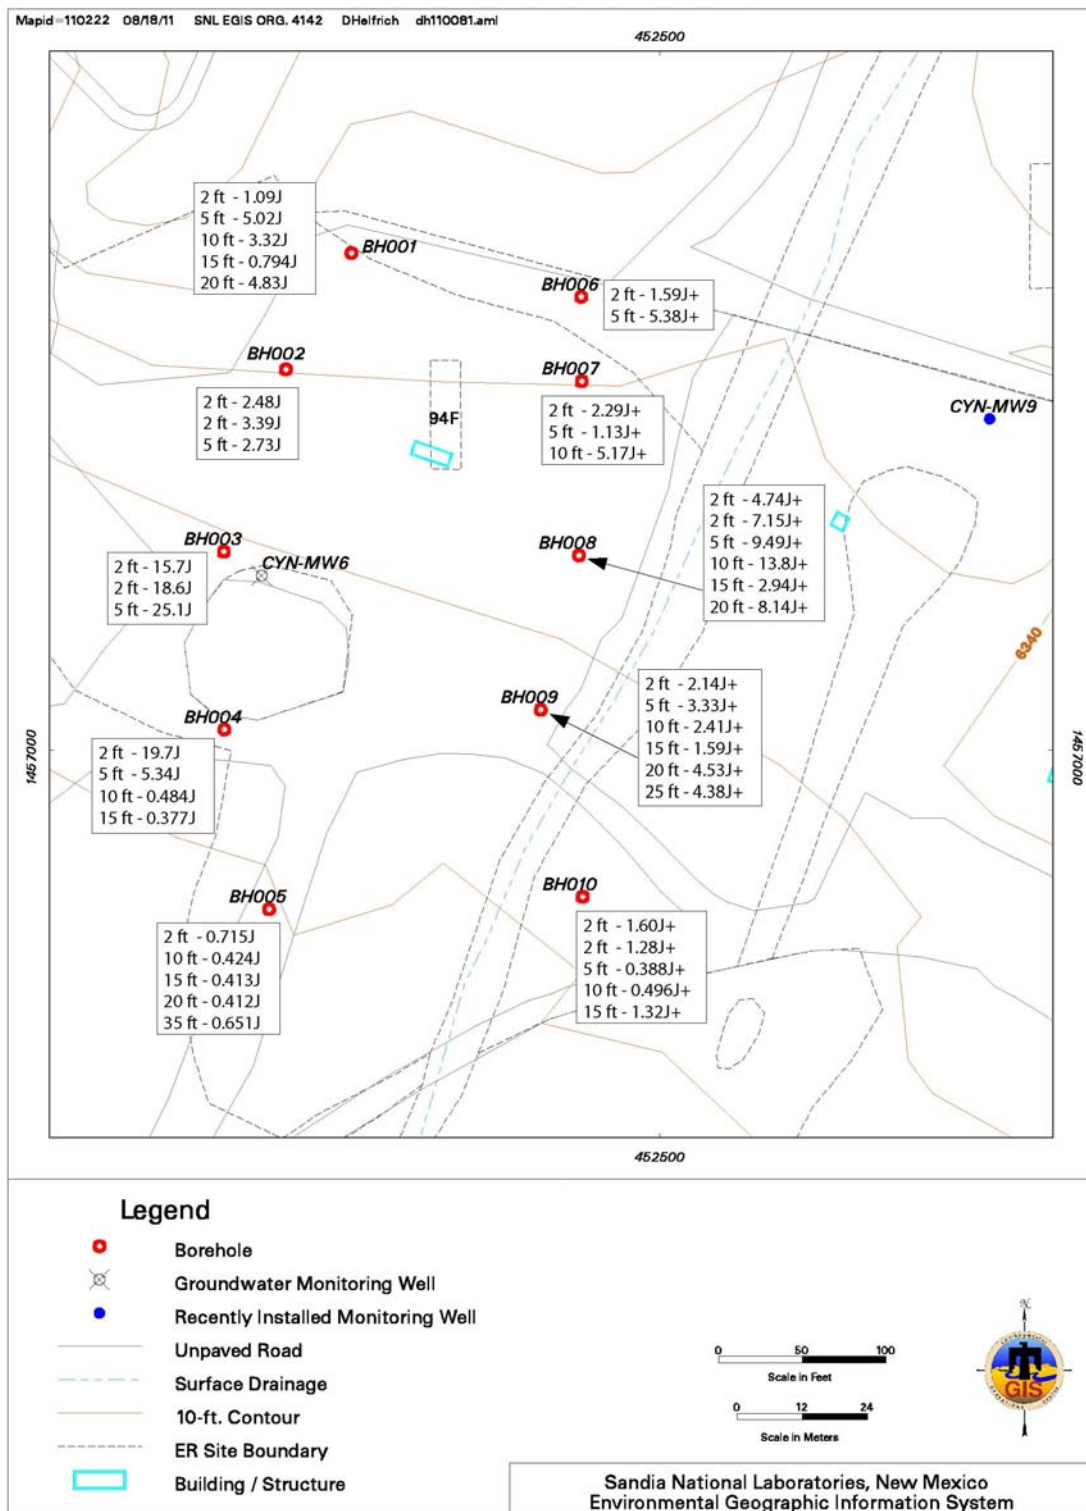 Mapid=110222 08/18/11 SNL EGIS ORG. 4142 DHelfrich dh110081.aml
452500
2 ft - 1.09J
5 ft - 5.02J
10 ft - 3.32J
15 ft - 0.794J
20 ft - 4.83J
BH001
BH006
2 ft - 1.59J+
5 ft - 5.38J+
BH002
2 ft - 2.48J
2 ft - 3.39J
5 ft - 2.73J
94F
BH007
2 ft - 2.29J+
5 ft - 1.13J+
10 ft - 5.17J+
CYN-MW9
BH003
2 ft - 15.7J
2 ft - 18.6J
5 ft - 25.1J
CYN-MW6
BH008
2 ft - 4.74J+
2 ft - 7.15J+
5 ft - 9.49J+
10 ft - 13.8J+
15 ft - 2.94J+
20 ft - 8.14J+
6340
BH009
2 ft - 2.14J+
5 ft - 3.33J+
10 ft - 2.41J+
15 ft - 1.59J+
20 ft - 4.53J+
25 ft - 4.38J+
BH004
2 ft - 19.7J
5 ft - 5.34J
10 ft - 0.484J
15 ft - 0.377J
1457000
1457000
BH005
2 ft - 0.715J
10 ft - 0.424J
15 ft - 0.413J
20 ft - 0.412J
35 ft - 0.651J
BH010
2 ft - 1.60J+
2 ft - 1.28J+
5 ft - 0.388J+
10 ft - 0.496J+
15 ft - 1.32J+
452500
Legend
Borehole
Groundwater Monitoring Well
Recently Installed Monitoring Well
Unpaved Road
Surface Drainage
10-ft. Contour
ER Site Boundary
Building / Structure
0 50 100
Scale in Feet
0 12 24
Scale in Meters
N
GIS
Sandia National Laboratories, New Mexico
Environmental Geographic Information System